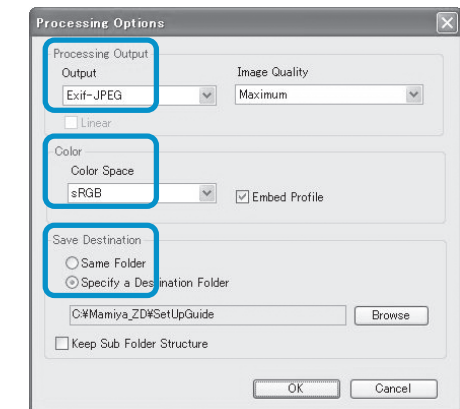 Processing Options
Processing Output
Output
Image Quality
Exif-JPEG
Maximum
Linear
Color
Color Space
sRGB
Embed Profile
Save Destination
Same Folder
Specify a Destination Folder
C:¥Mamiya_ZD¥SetUpGuide
Browse
Keep Sub Folder Structure
OK
Cancel